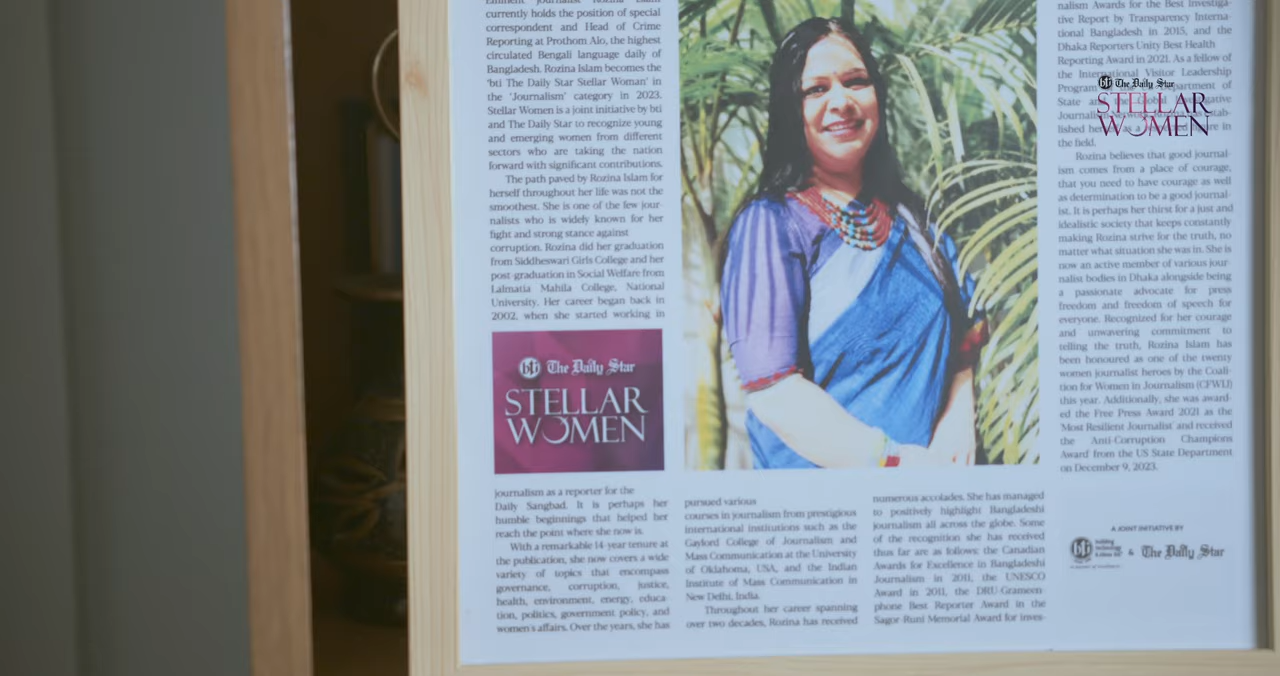 currently holds the position of special
correspondent and Head of Crime
Reporting at Prothom Alo, the highest
circulated Bengali language daily of
Bangladesh. Rozina Islam becomes the
'bti The Daily Star Stellar Woman' in
the 'Journalism' category in 2023.
Stellar Women is a joint initiative by bti
and The Daily Star to recognize young
and emerging women from different
sectors who are taking the nation
forward with significant contributions.
The path paved by Rozina Islam for
herself throughout her life was not the
smoothest. She is one of the few jour-
nalists who is widely known for her
fight and strong stance against
corruption. Rozina did her graduation
from Siddheswari Girls College and her
post-graduation in Social Welfare from
Lalmatia Mahila College, National
University. Her career began back in
2002, when she started working in
bti The Daily Star
STELLAR
WOMEN
journalism as a reporter for the
Daily Sangbad. It is perhaps her
humble beginnings that helped her
reach the point where she now is.
With a remarkable 14-year tenure at
the publication, she now covers a wide
variety of topics that encompass
governance, corruption, justice,
health, environment, energy, educa-
tion, politics, government policy, and
women's affairs. Over the years, she has
pursued various
courses in journalism from prestigious
international institutions such as the
Gaylord College of Journalism and
Mass Communication at the University
of Oklahoma, USA, and the Indian
Institute of Mass Communication in
New Delhi, India.
Throughout her career spanning
over two decades, Rozina has received
numerous accolades. She has managed
to positively highlight Bangladeshi
journalism all across the globe. Some
of the recognition she has received
thus far are as follows: the Canadian
Awards for Excellence in Bangladeshi
Journalism in 2011, the UNESCO
Award in 2011, the DRU-Grameen-
phone Best Reporter Award in the
Sagor-Runi Memorial Award for inves-
nalism Awards for the Best Investiga-
tive Report by Transparency Interna-
tional Bangladesh in 2015, and the
Dhaka Reporters Unity Best Health
Reporting Award in 2021. As a fellow of
the International Visitor Leadership
Program
State
Journalis
lished her as a
the field.
bti The Daily Star
STELLAR
WOMEN
Rozina believes that good journal-
ism comes from a place of courage,
that you need to have courage as well
as determination to be a good journal-
ist. It is perhaps her thirst for a just and
idealistic society that keeps constantly
making Rozina strive for the truth, no
matter what situation she was in. She is
now an active member of various jour-
nalist bodies in Dhaka alongside being
a passionate advocate for press
freedom and freedom of speech for
everyone. Recognized for her courage
and unwavering commitment to
telling the truth, Rozina Islam has
been honoured as one of the twenty
women journalist heroes by the Coali-
tion for Women in Journalism (CFWIJ)
this year. Additionally, she was award-
ed the Free Press Award 2021 as the
'Most Resilient Journalist' and received
the Anti-Corruption Champions
Award from the US State Department
on December 9, 2023.
A JOINT INITIATIVE BY
bti & The Daily Star